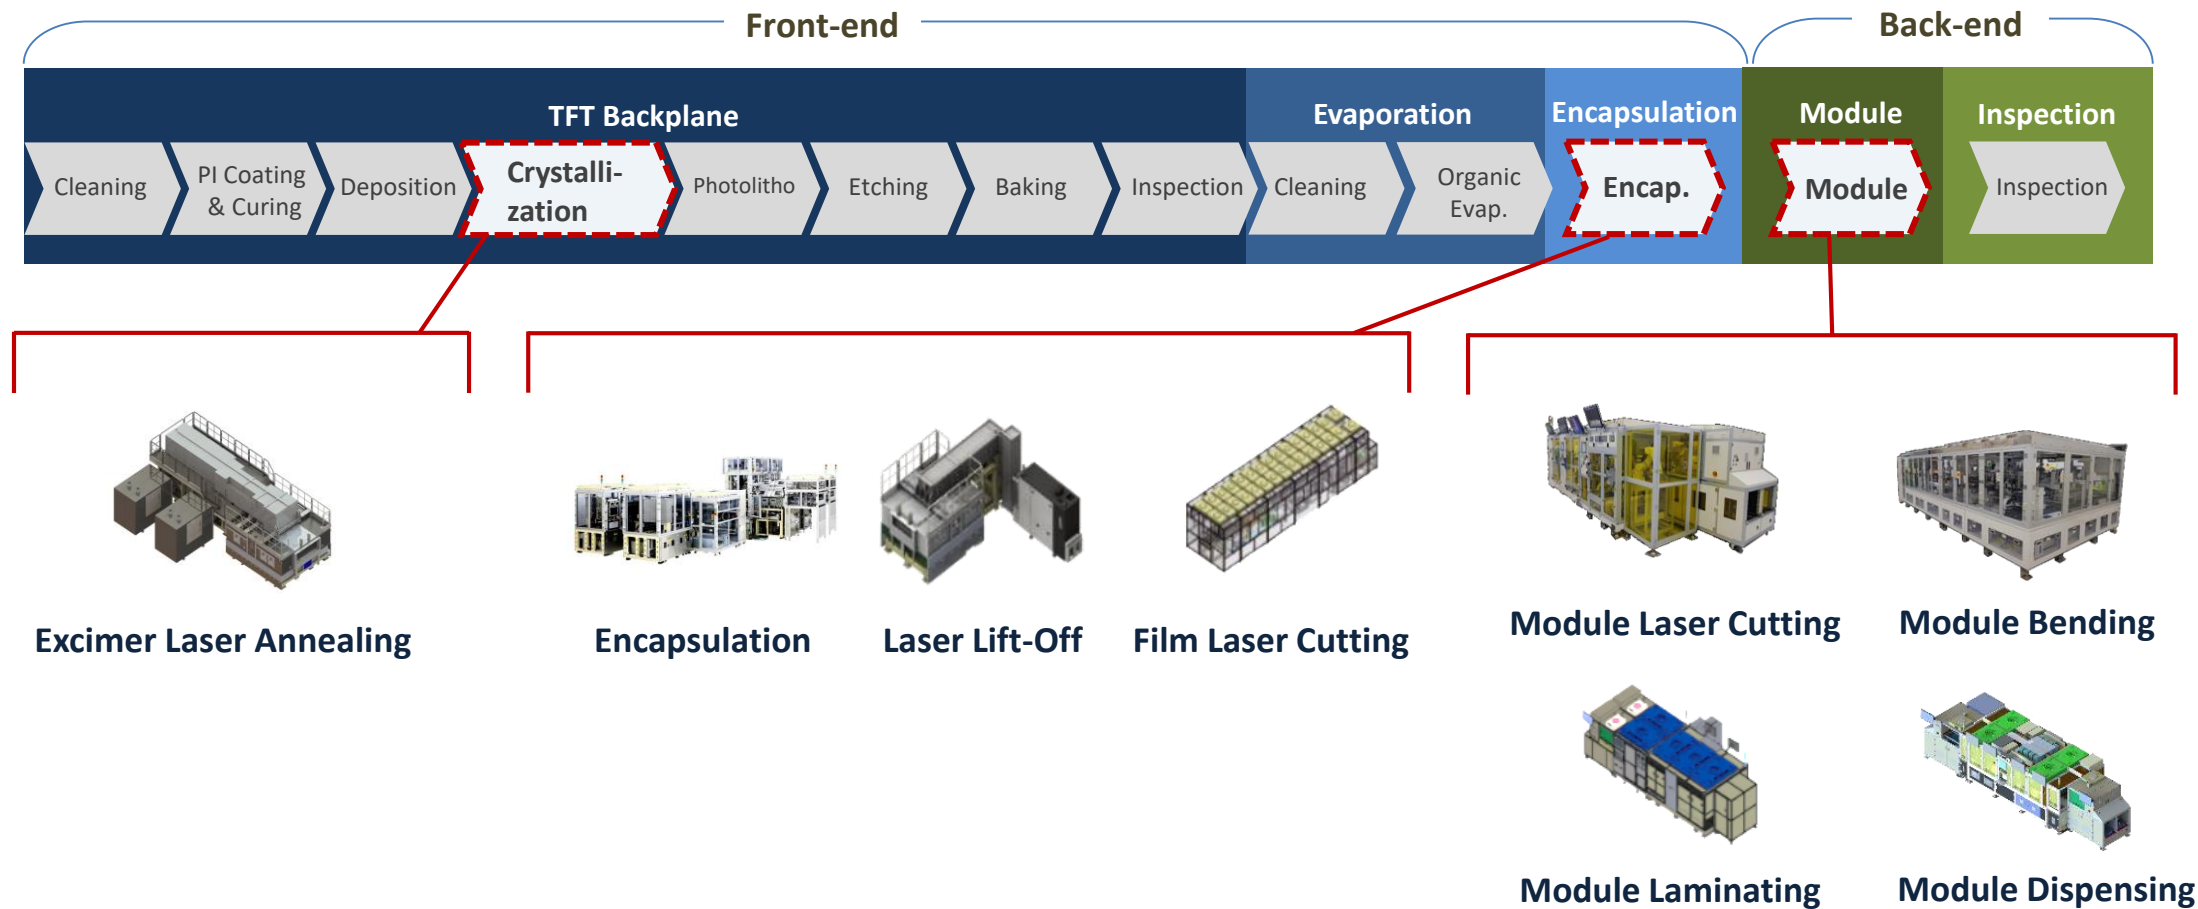 Front-end
Back-end
TFT Backplane
Evaporation
Encapsulation
Module
Inspection
Cleaning
PI Coating
& Curing
Deposition
Crystalli-
zation
Photolitho
Etching
Baking
Inspection
Cleaning
Organic
Evap.
Encap.
Module
Inspection
Excimer Laser Annealing
Encapsulation
Laser Lift-Off
Film Laser Cutting
Module Laser Cutting
Module Bending
Module Laminating
Module Dispensing